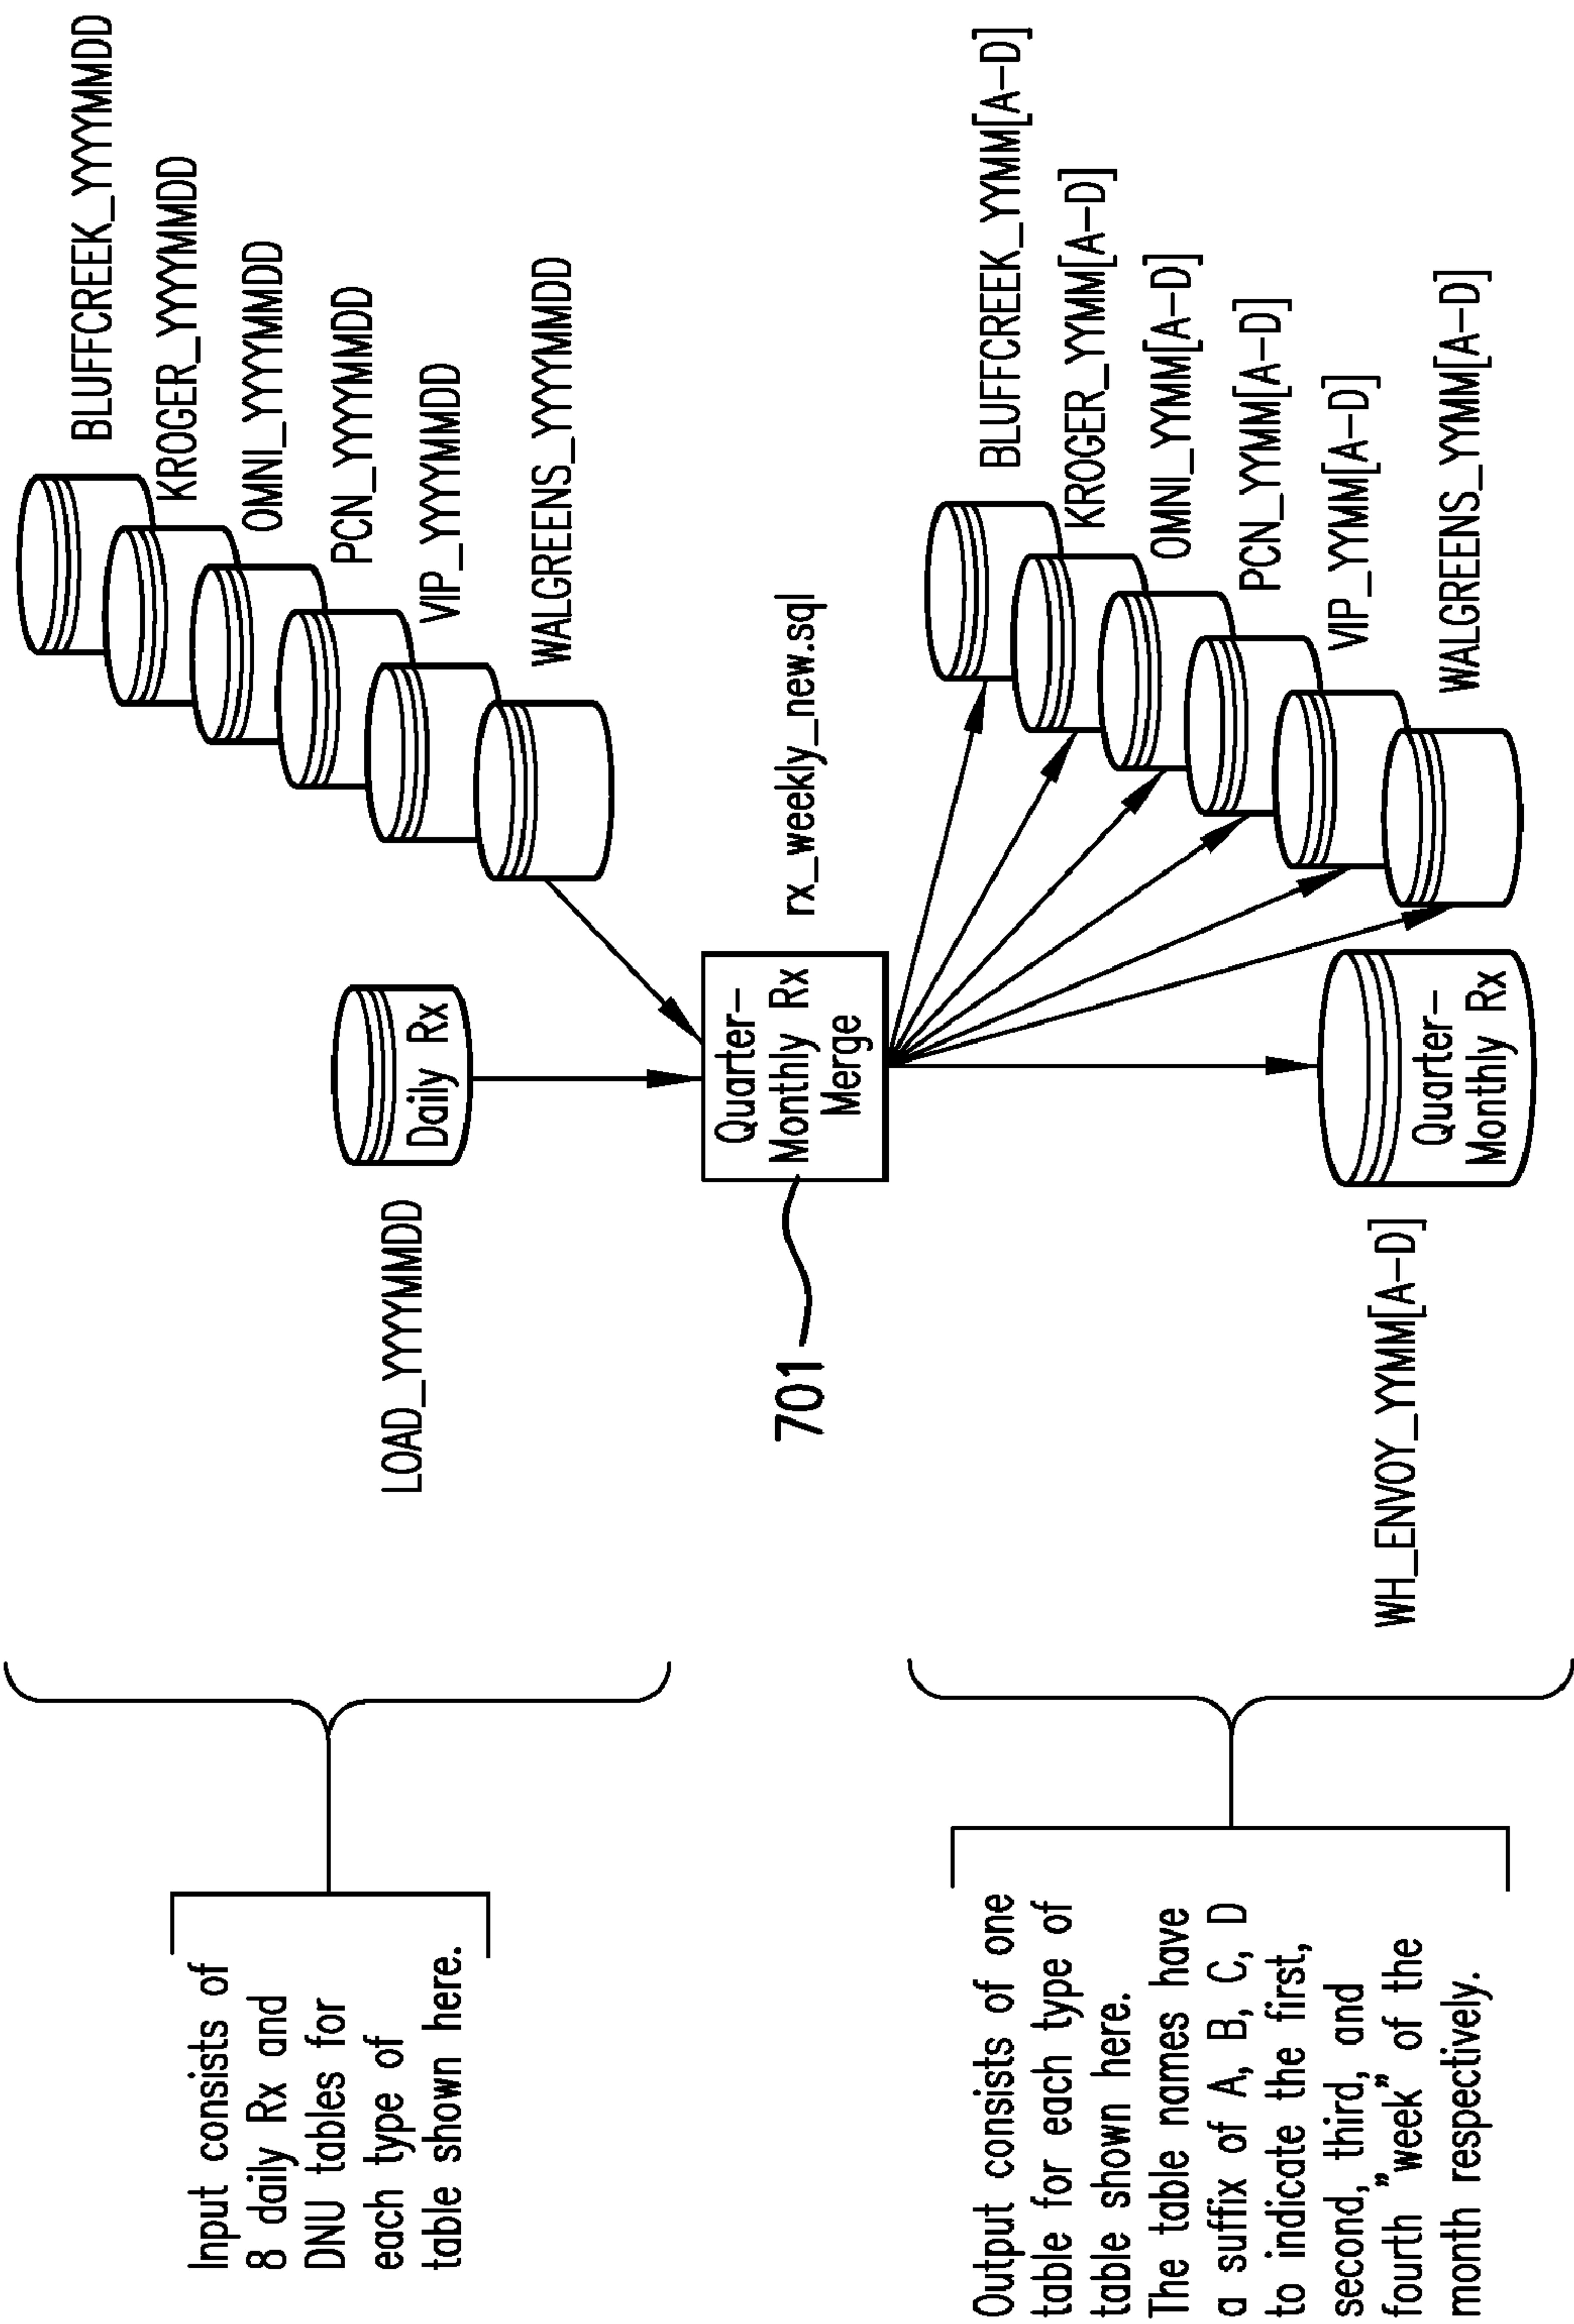 Input consists of
8 daily Rx and
DNU tables for
each type of
table shown here.
LOAD_YYYYMMDD
Daily Rx
BLUFFCREEK_YYYYMMDD
KROGER_YYYYMMDD
OMNI_YYYYMMDD
PCN_YYYYMMDD
VIP_YYYYMMDD
WALGREENS_YYYYMMDD
701
Quarter-
Monthly Rx
Merge
rx_weekly_new.sql
Output consists of one
table for each type of
table shown here.
The table names have
a suffix of A, B, C, D
to indicate the first,
second, third, and
fourth "week" of the
month respectively.
WH_ENVOY_YYMM[A-D]
Quarter-
Monthly Rx
BLUFFCREEK_YYMM[A-D]
KROGER_YYMM[A-D]
OMNI_YYMM[A-D]
PCN_YYMM[A-D]
VIP_YYMM[A-D]
WALGREENS_YYMM[A-D]